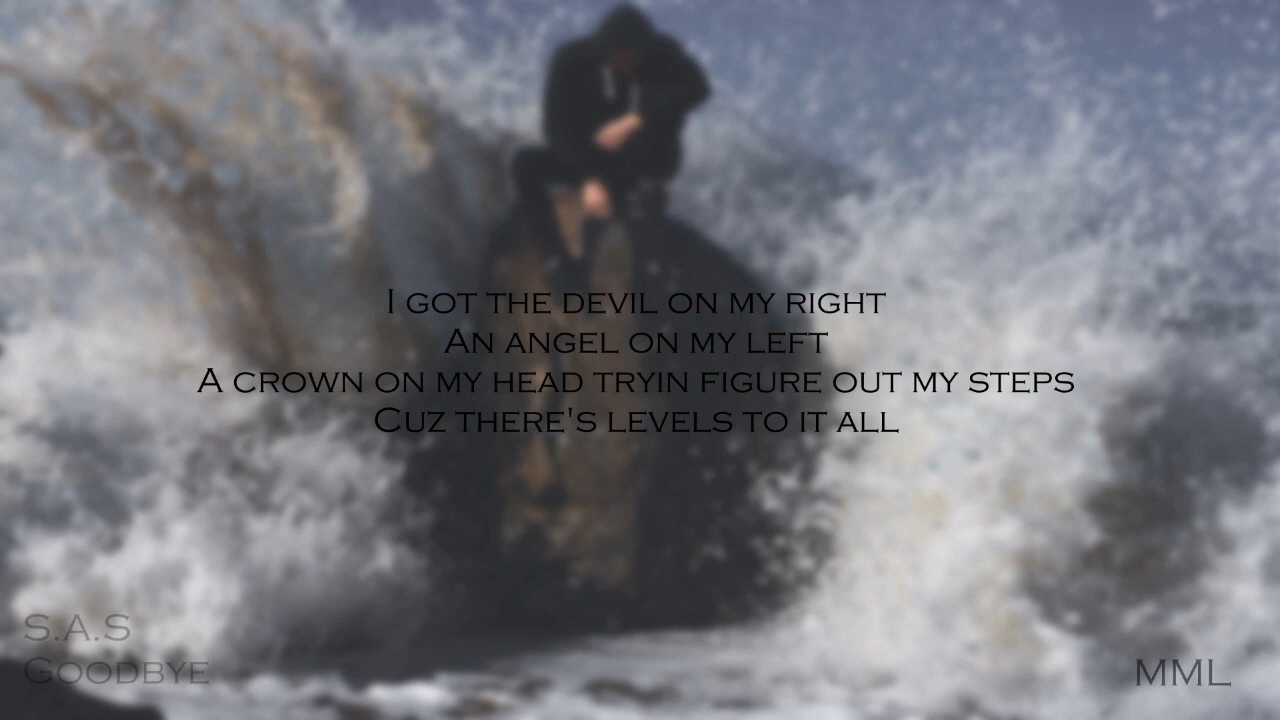 I GOT THE DEVIL ON MY RIGHT
AN ANGEL ON MY LEFT
A CROWN ON MY HEAD TRYIN FIGURE OUT MY STEPS
CUZ THERE'S LEVELS TO IT ALL
S.A.S
GOODBYE
MML